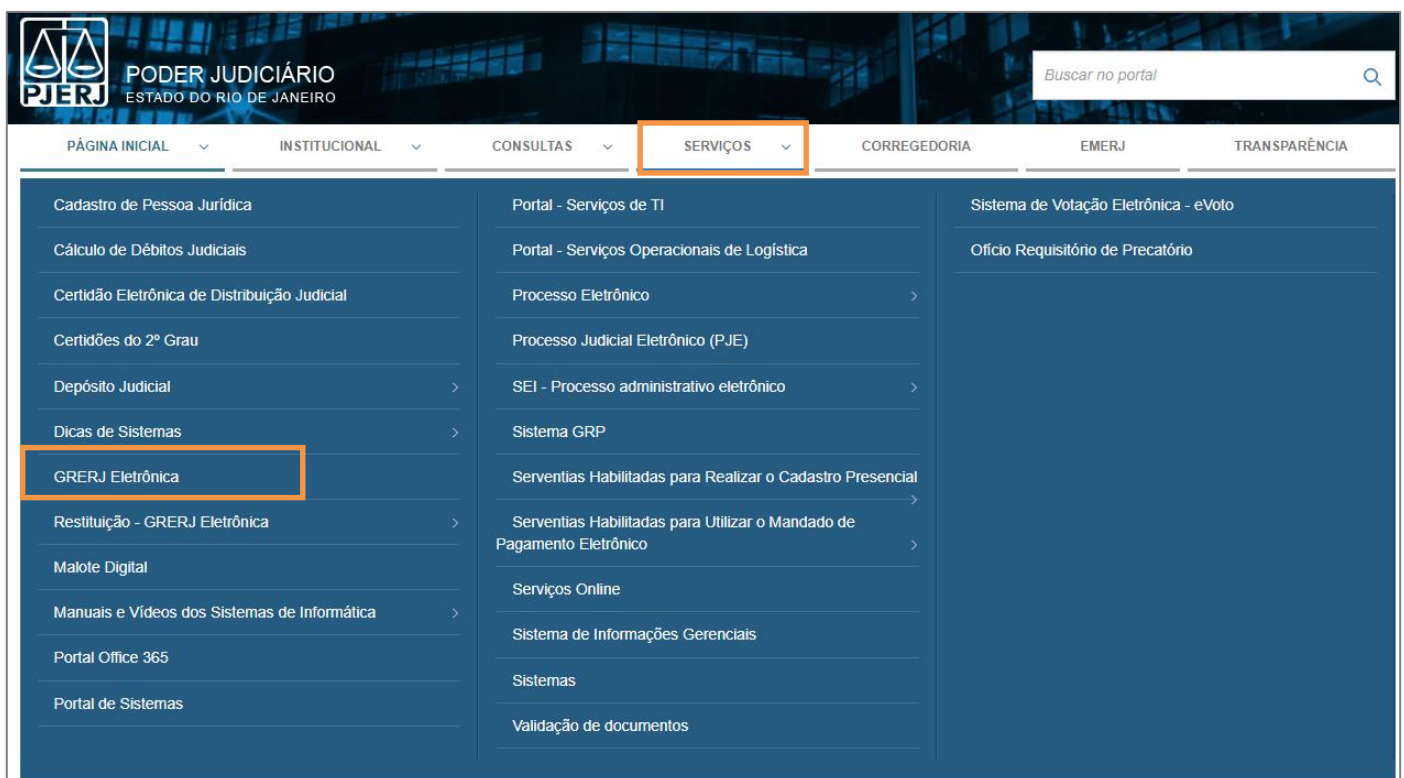 PJERJ
PODER JUDICIÁRIO
ESTADO DO RIO DE JANEIRO
Buscar no portal
PÁGINA INICIAL INSTITUCIONAL CONSULTAS SERVIÇOS CORREGEDORIA EMERJ TRANSPARÊNCIA
Cadastro de Pessoa Jurídica
Cálculo de Débitos Judiciais
Certidão Eletrônica de Distribuição Judicial
Certidões do 2º Grau
Depósito Judicial
Dicas de Sistemas
GRERJ Eletrônica
Restituição - GRERJ Eletrônica
Malote Digital
Manuais e Vídeos dos Sistemas de Informática
Portal Office 365
Portal de Sistemas
Portal - Serviços de TI
Portal - Serviços Operacionais de Logística
Processo Eletrônico
Processo Judicial Eletrônico (PJE)
SEI - Processo administrativo eletrônico
Sistema GRP
Serventias Habilitadas para Realizar o Cadastro Presencial
Serventias Habilitadas para Utilizar o Mandado de
Pagamento Eletrônico
Serviços Online
Sistema de Informações Gerenciais
Sistemas
Validação de documentos
Sistema de Votação Eletrônica - eVoto
Ofício Requisitório de Precatório